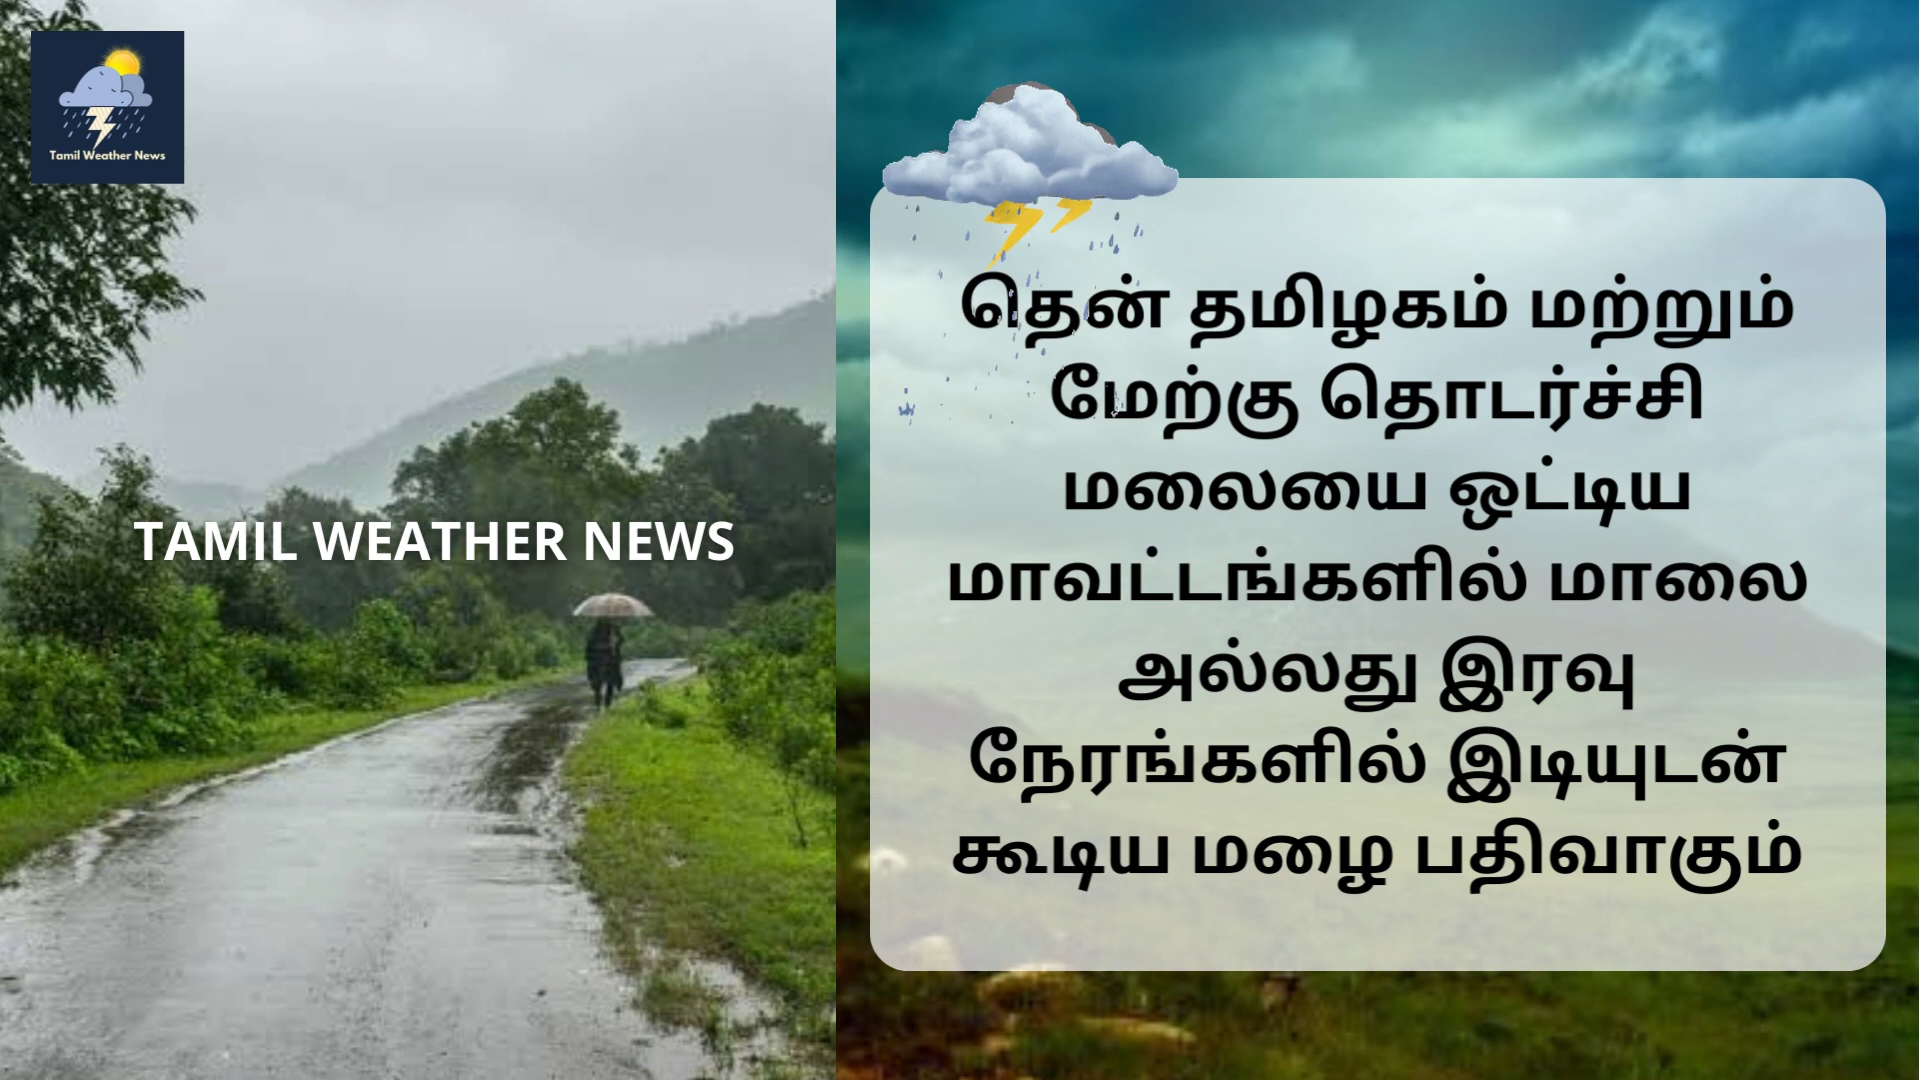 Tamil Weather News
TAMIL WEATHER NEWS
தென் தமிழகம் மற்றும்
மேற்கு தொடர்ச்சி
மலையை ஒட்டிய
மாவட்டங்களில் மாலை
அல்லது இரவு
நேரங்களில் இடியுடன்
கூடிய மழை பதிவாகும்